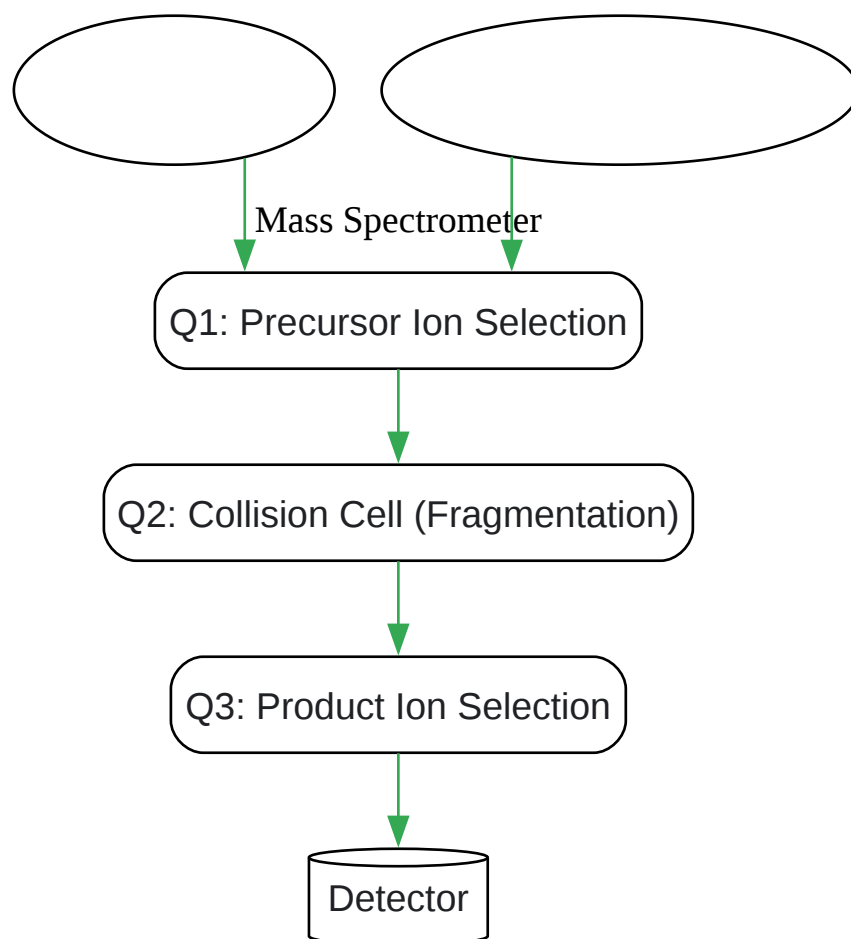 Mass Spectrometer
Q1: Precursor Ion Selection
Q2: Collision Cell (Fragmentation)
Q3: Product Ion Selection
Detector